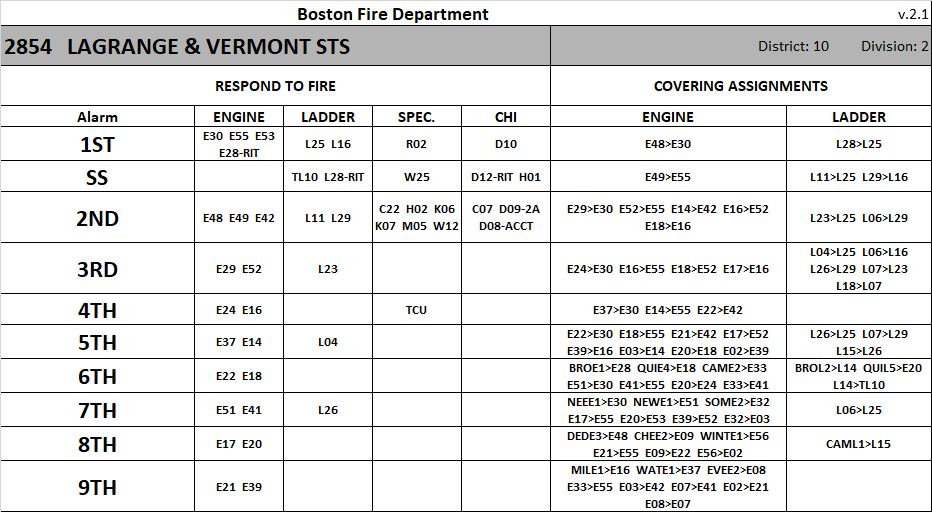 Boston Fire Department v.2.1
2854 LAGRANGE & VERMONT STS District: 10 Division: 2
RESPOND TO FIRE COVERING ASSIGNMENTS
Alarm ENGINE LADDER SPEC. CHI ENGINE LADDER
1ST E30 E55 E53 L25 L16 R02 D10 E48>E30 L28>L25
E28-RIT
SS TL10 L28-RIT W25 D12-RIT H01 E49>E55 L11>L25 L29>L16
2ND E48 E49 E42 L11 L29 C22 H02 K06 C07 D09-2A E29>E30 E52>E55 E14>E42 E16>E52 L23>L25 L06>L29
K07 M05 W12 D08-ACCT E18>E16
3RD E29 E52 L23 E24>E30 E16>E55 E18>E52 E17>E16 L04>L25 L06>L16
L26>L29 L07>L23
L18>L07
4TH E24 E16 TCU E37>E30 E14>E55 E22>E42
5TH E37 E14 L04 E22>E30 E18>E55 E21>E42 E17>E52 L26>L25 L07>L29
E39>E16 E03>E14 E20>E18 E02>E39 L15>L26
6TH E22 E18 BROE1>E28 QUIE4>E18 CAME2>E33 BROL2>L14 QUIL5>E20
E51>E30 E41>E55 E20>E24 E33>E41 L14>TL10
7TH E51 E41 L26 NEEE1>E30 NEWE1>E51 SOME2>E32 L06>L25
E17>E55 E20>E53 E39>E52 E32>E03
8TH E17 E20 DEDE3>E48 CHEE2>E09 WINTE1>E56 CAML1>L15
E21>E55 E09>E22 E56>E02
9TH E21 E39 MILE1>E16 WATE1>E37 EVEE2>E08
E33>E55 E03>E42 E07>E41 E02>E21
E08>E07